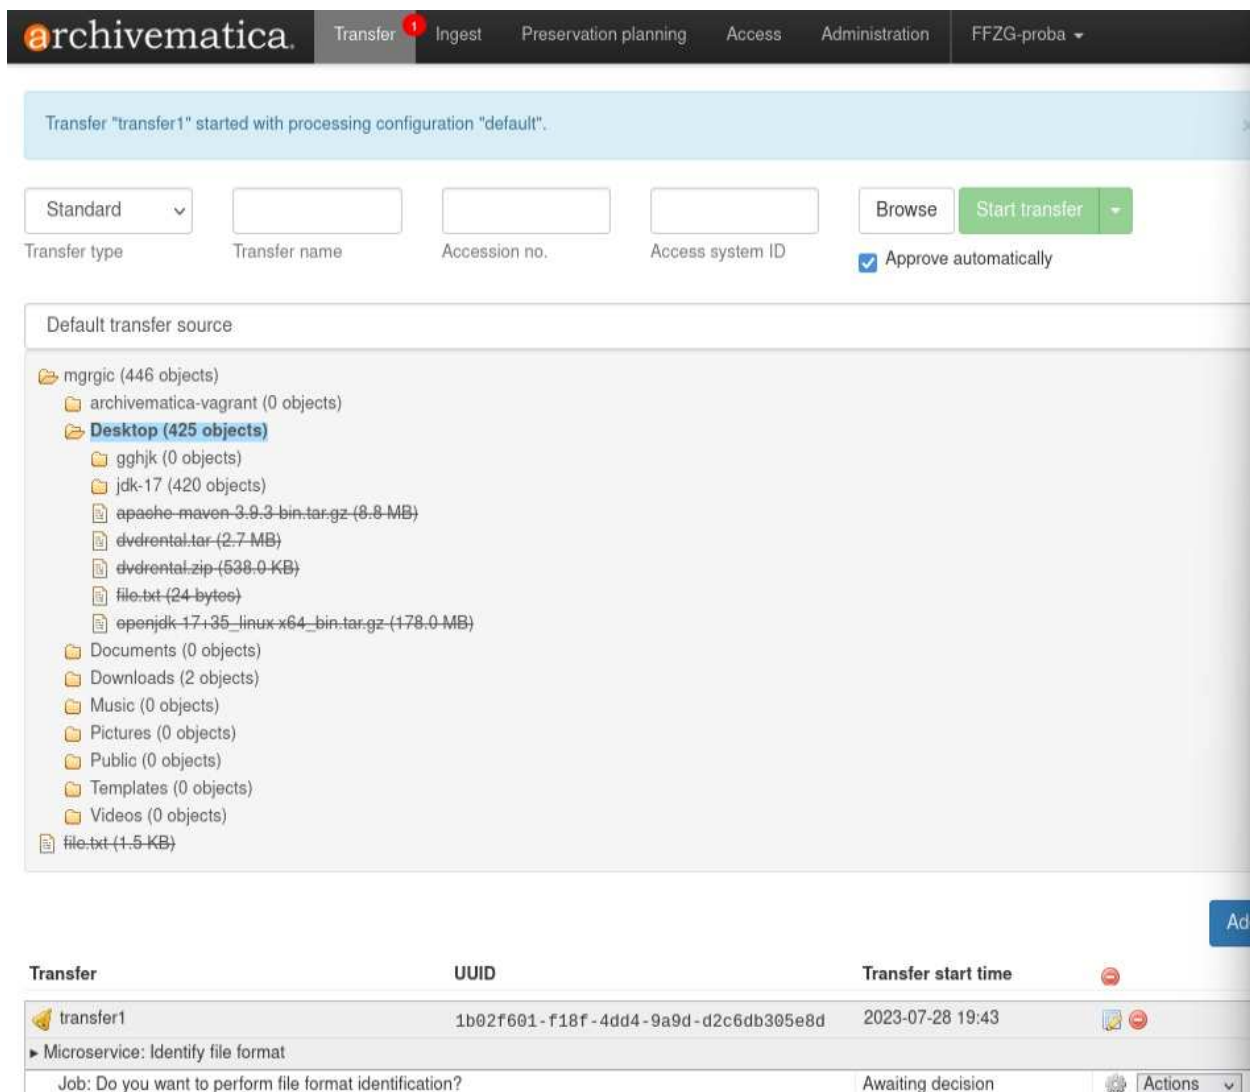 archivematica.
Transfer 1 Ingest Preservation planning Access Administration FFZG-proba
Transfer "transfer1" started with processing configuration "default".
Standard Browse Start transfer
Transfer type Transfer name Accession no. Access system ID Approve automatically
Default transfer source
mgrgic (446 objects)
archivematica-vagrant (0 objects)
Desktop (425 objects)
gghjk (0 objects)
jdk-17 (420 objects)
apache-maven-3.9.3-bin.tar.gz (8.8 MB)
dvdrental.tar (2.7 MB)
dvdrental.zip (538.0 KB)
file.txt (24 bytes)
openjdk-17+35_linux-x64_bin.tar.gz (178.0 MB)
Documents (0 objects)
Downloads (2 objects)
Music (0 objects)
Pictures (0 objects)
Public (0 objects)
Templates (0 objects)
Videos (0 objects)
file.txt (1.5 KB)
Ad
Transfer UUID Transfer start time
transfer1 1b02f601-f18f-4dd4-9a9d-d2c6db305e8d 2023-07-28 19:43
Microservice: Identify file format
Job: Do you want to perform file format identification? Awaiting decision Actions